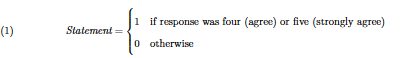 1 if response was four (agree) or five (strongly agree)
(1) Statement =
0 otherwise